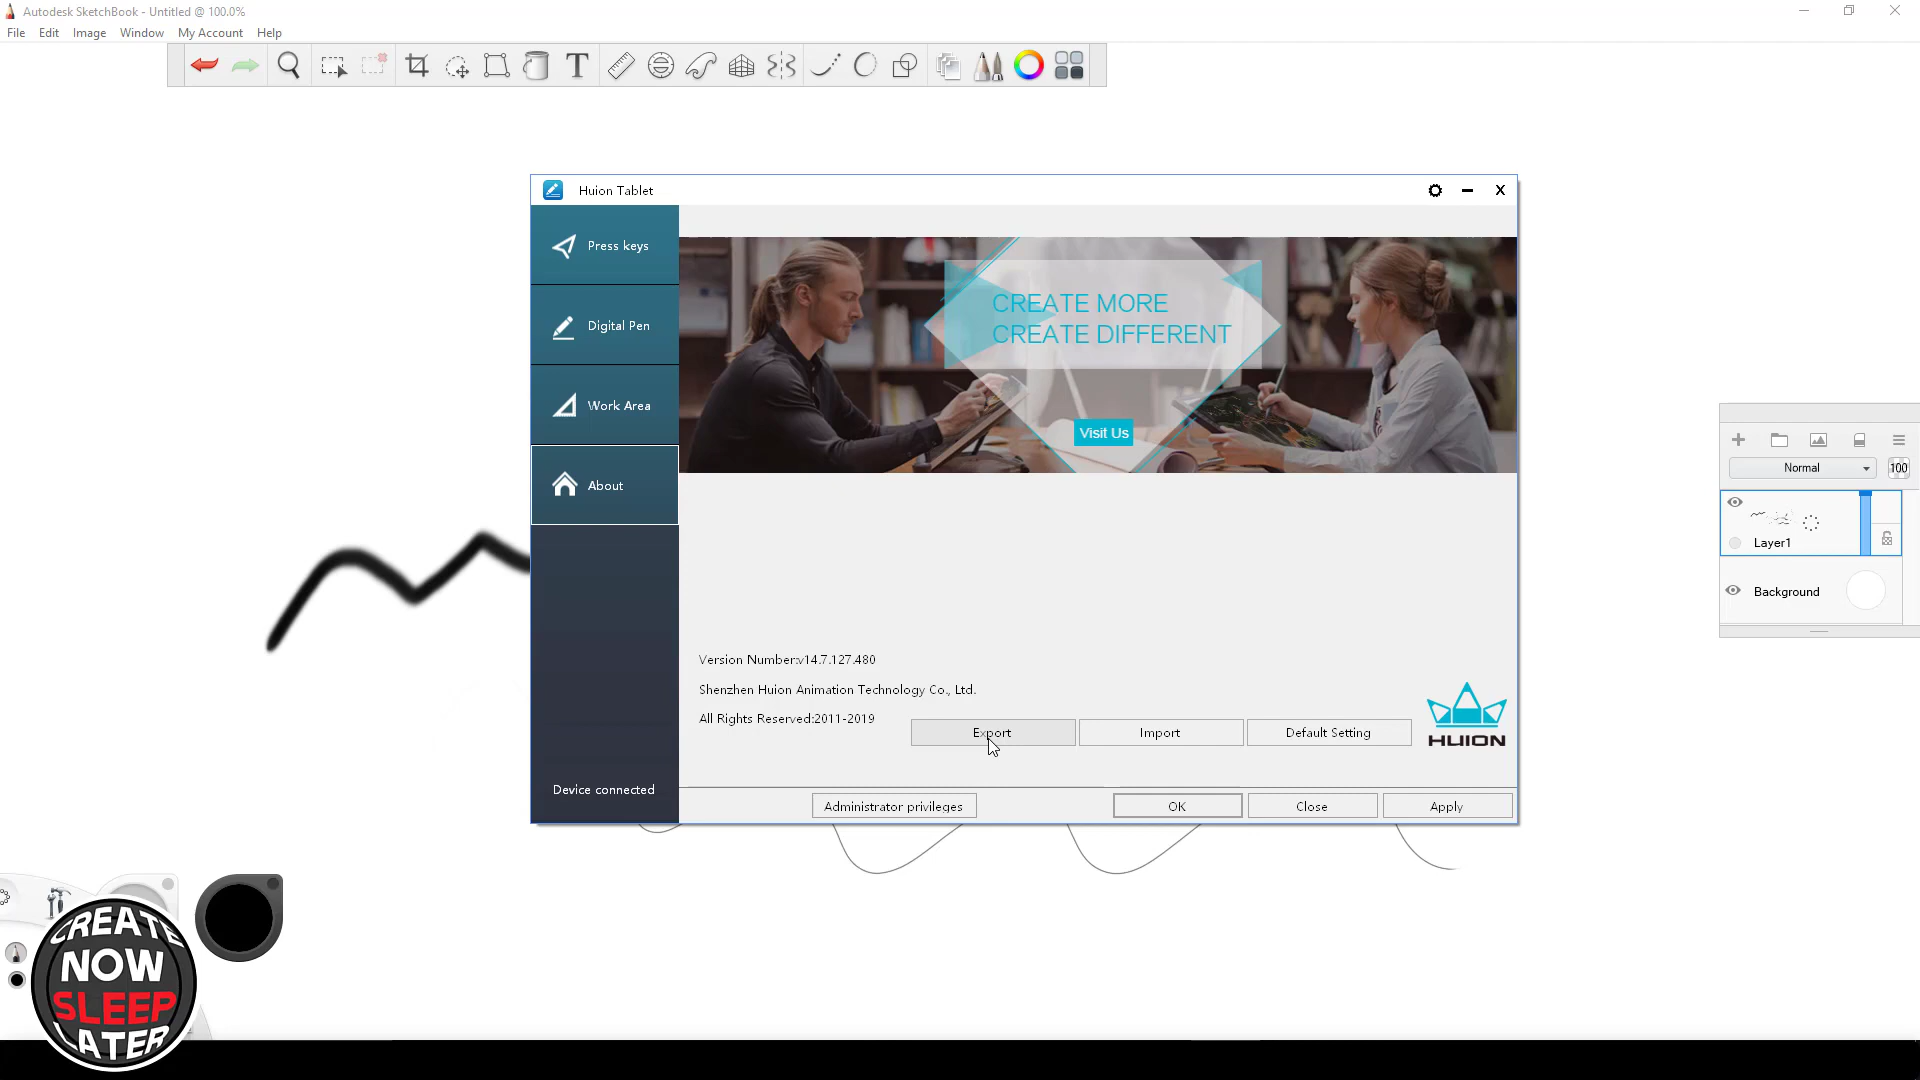 Autodesk SketchBook - Untitled @ 100.0%
File Edit Image Window My Account Help
T
Huion Tablet
Press keys
Digital Pen
Work Area
About
CREATE MORE
CREATE DIFFERENT
Visit Us
Version Number:v14.7.127.480
Shenzhen Huion Animation Technology Co., Ltd.
All Rights Reserved:2011-2019
Export Import Default Setting
HUION
Device connected
Administrator privileges OK Close Apply
Normal 100
Layer1
Background
CREATE
NOW
SLEEP
LATER